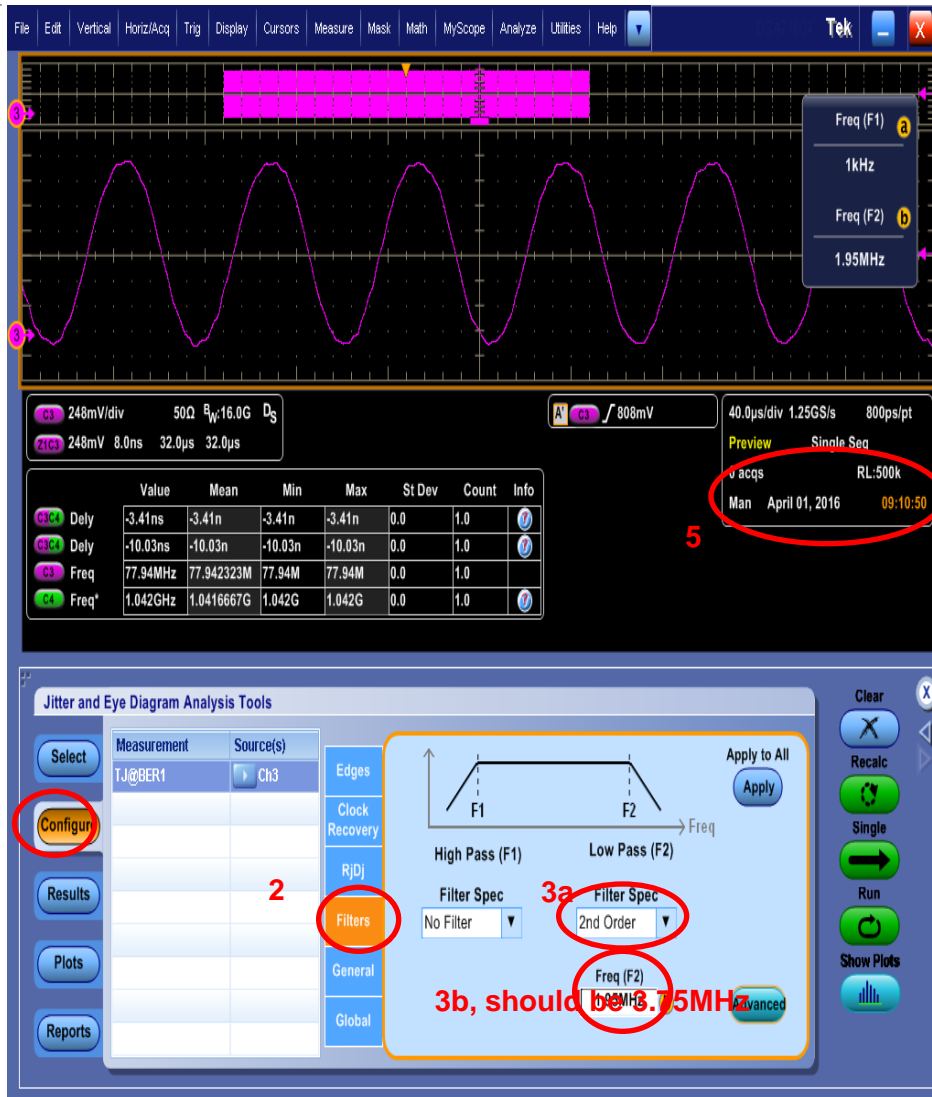 File Edit Vertical Horiz/Acq Trig Display Cursors Measure Mask Math MyScope Analyze Utilities Help Tek X
3
Freq (F1) a
1kHz
Freq (F2) b
1.95MHz
3
C3 248mV/div 50Ω BW:16.0G DS
Z1C3 248mV 8.0ns 32.0µs 32.0µs
A' C3 808mV
40.0µs/div 1.25GS/s 800ps/pt
Preview Single Seq
0 acqs RL:500k
Man April 01, 2016 09:10:50
5
Value Mean Min Max St Dev Count Info
C3C4 Dely -3.41ns -3.41n -3.41n -3.41n 0.0 1.0 ?
C3C4 Dely -10.03ns -10.03n -10.03n -10.03n 0.0 1.0 ?
C3 Freq 77.94MHz 77.942323M 77.94M 77.94M 0.0 1.0
C4 Freq* 1.042GHz 1.0416667G 1.042G 1.042G 0.0 1.0 ?
Jitter and Eye Diagram Analysis Tools
Select
Configure
Results
Plots
Reports
Measurement Source(s)
TJ@BER1 Ch3
2
Edges
Clock
Recovery
RjDj
Filters
General
Global
F1 F2
Freq
High Pass (F1) Low Pass (F2)
Filter Spec 3a Filter Spec
No Filter 2nd Order
Freq (F2)
1.95MHz
3b, should be 3.75MHz
Advanced
Apply to All
Apply
Clear X
Recalc
Single
Run
Show Plots